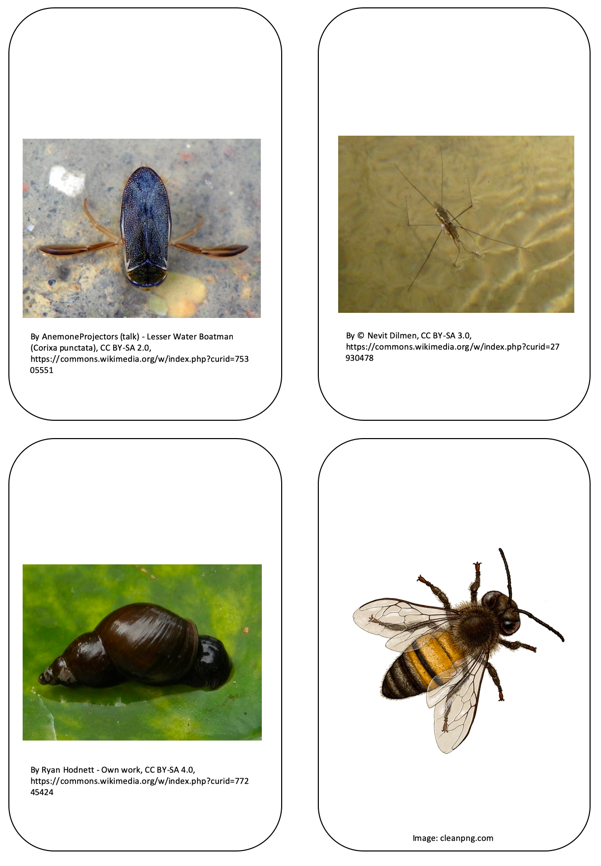 By AnemoneProjectors (talk) - Lesser Water Boatman
(Corixa punctata), CC BY-SA 2.0,
https://commons.wikimedia.org/w/index.php?curid=753
05551
By © Nevit Dilmen, CC BY-SA 3.0,
https://commons.wikimedia.org/w/index.php?curid=27
930478
By Ryan Hodnett - Own work, CC BY-SA 4.0,
https://commons.wikimedia.org/w/index.php?curid=772
45424
Image: cleanpng.com